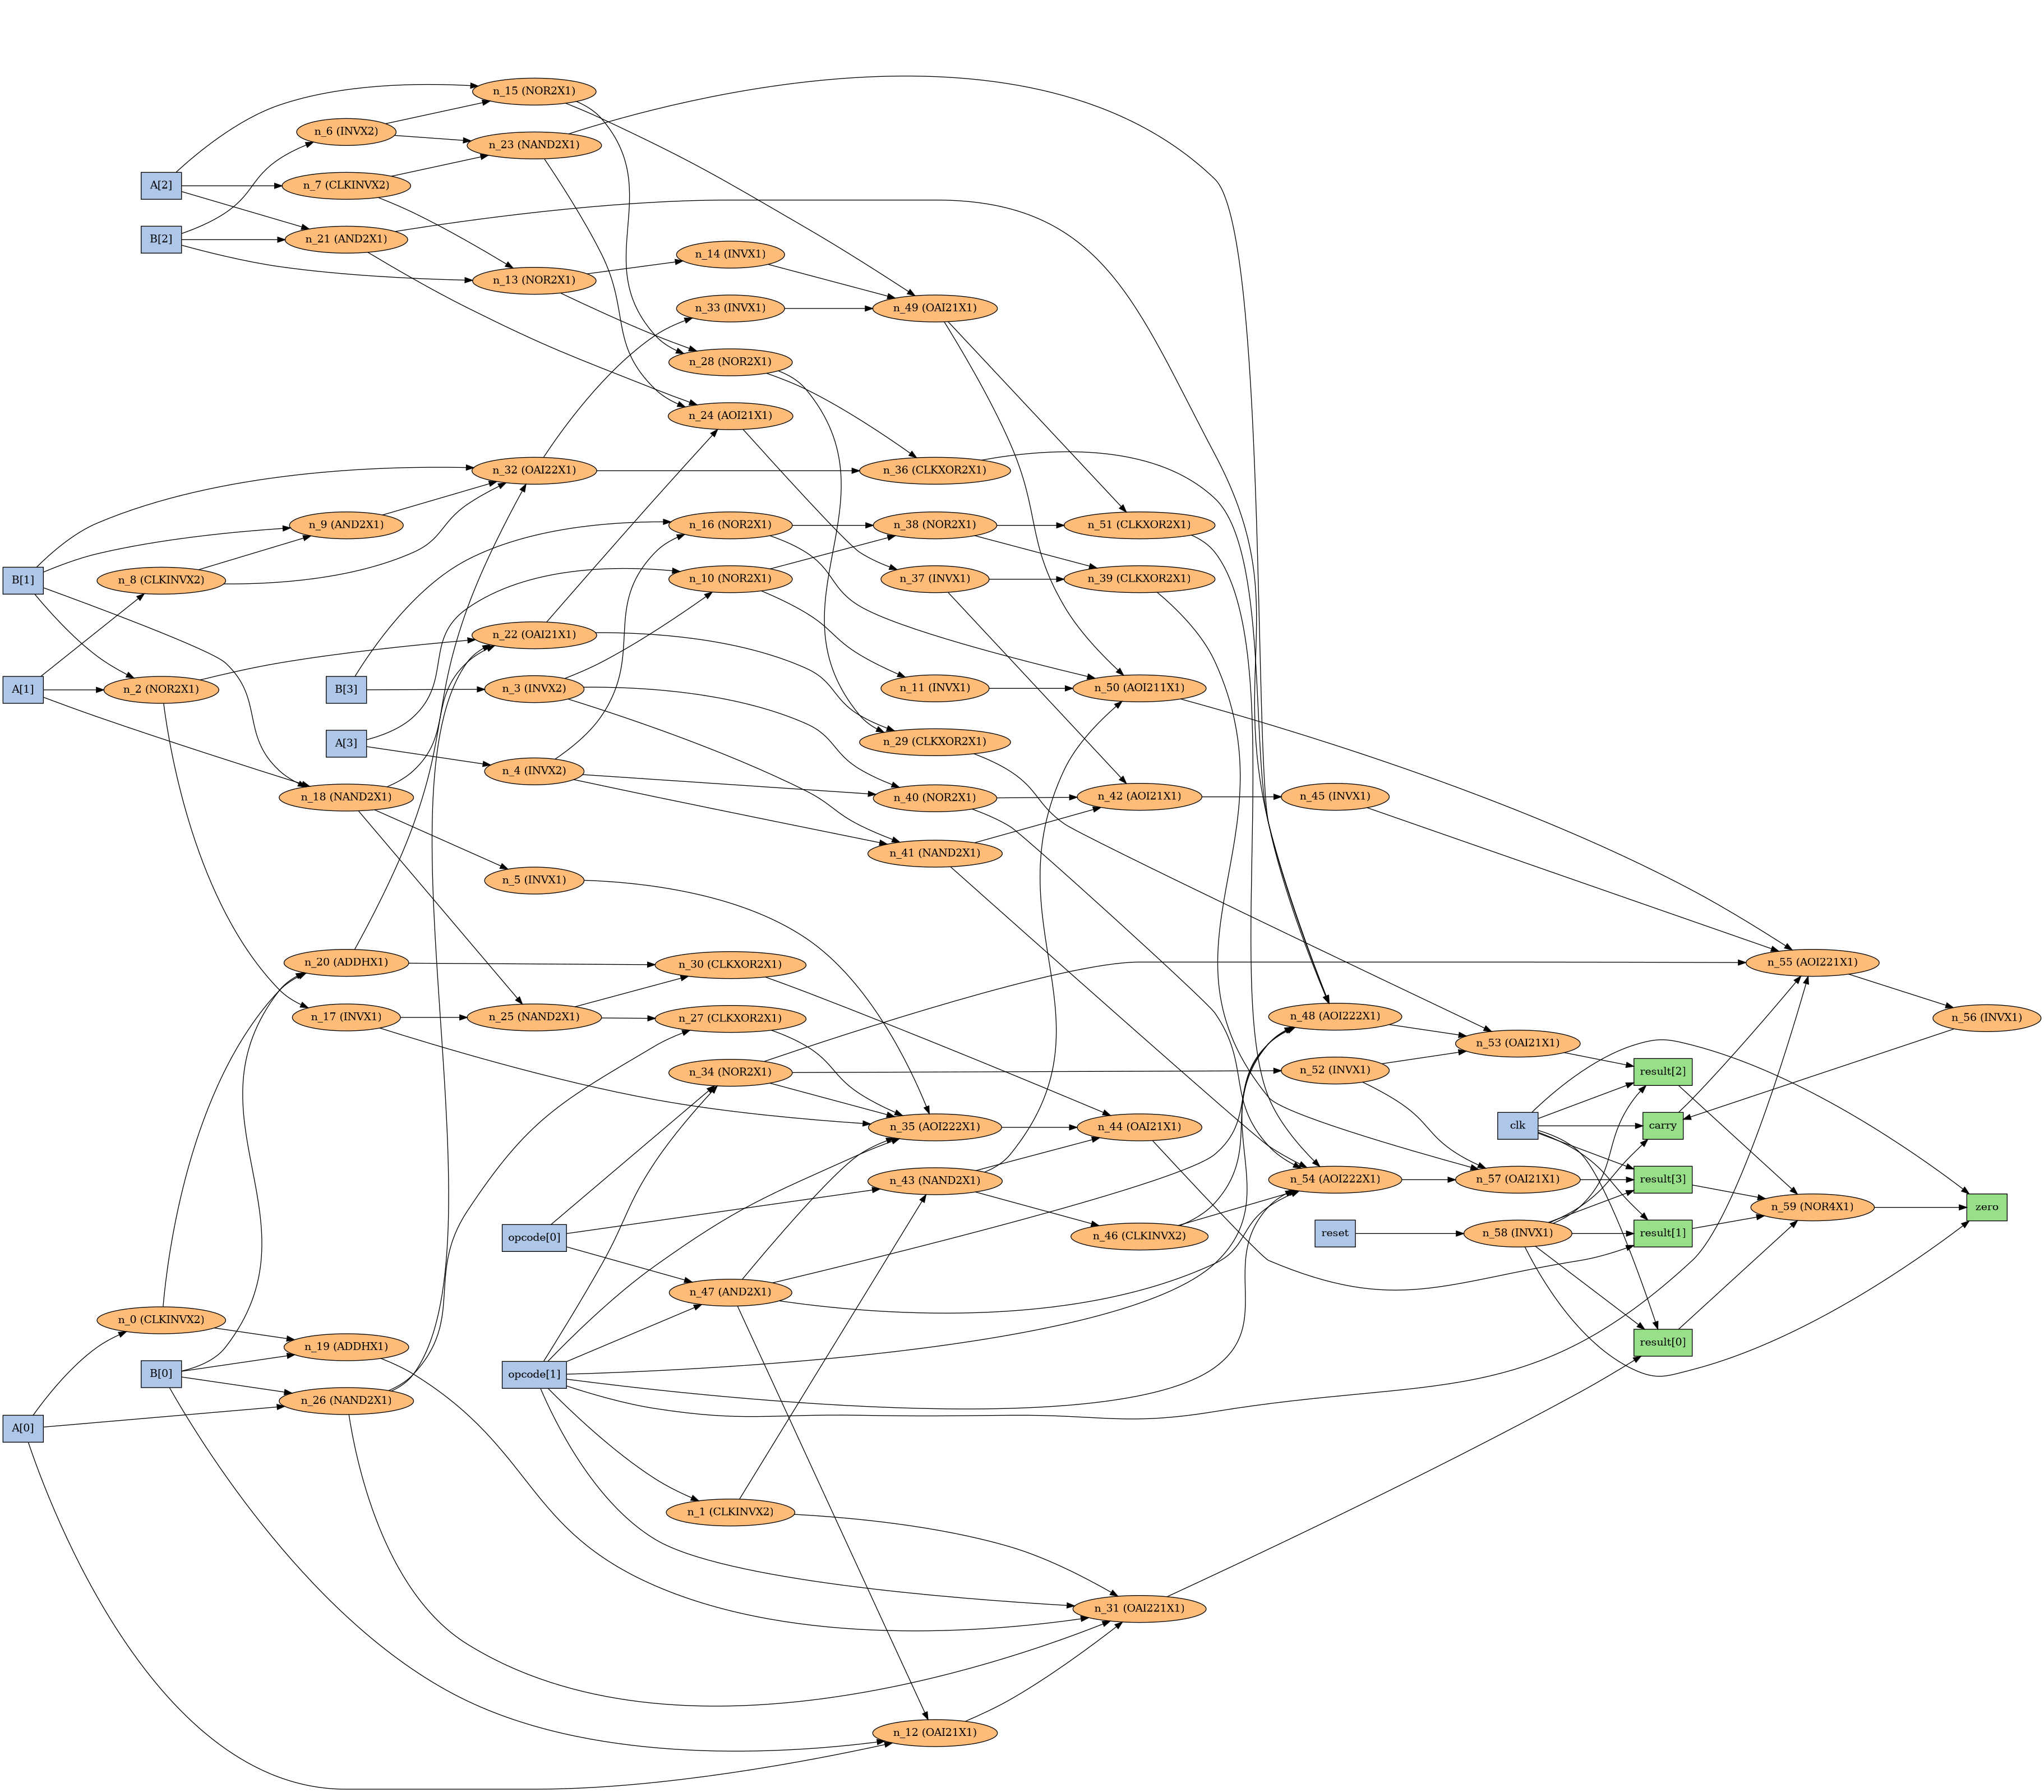 n_15 (NOR2X1)
n_6 (INVX2)
n_23 (NAND2X1)
A[2]
n_7 (CLKINVX2)
B[2]
n_21 (AND2X1)
n_14 (INVX1)
n_13 (NOR2X1)
n_33 (INVX1)
n_49 (OAI21X1)
n_28 (NOR2X1)
n_24 (AOI21X1)
n_32 (OAI22X1)
n_36 (CLKXOR2X1)
n_9 (AND2X1)
n_16 (NOR2X1)
n_38 (NOR2X1)
n_51 (CLKXOR2X1)
B[1]
n_8 (CLKINVX2)
n_10 (NOR2X1)
n_37 (INVX1)
n_39 (CLKXOR2X1)
n_22 (OAI21X1)
A[1]
n_2 (NOR2X1)
B[3]
n_3 (INVX2)
n_11 (INVX1)
n_50 (AOI211X1)
A[3]
n_29 (CLKXOR2X1)
n_4 (INVX2)
n_18 (NAND2X1)
n_40 (NOR2X1)
n_42 (AOI21X1)
n_45 (INVX1)
n_41 (NAND2X1)
n_5 (INVX1)
n_20 (ADDHX1)
n_30 (CLKXOR2X1)
n_55 (AOI221X1)
n_17 (INVX1)
n_25 (NAND2X1)
n_27 (CLKXOR2X1)
n_48 (AOI222X1)
n_56 (INVX1)
n_53 (OAI21X1)
n_34 (NOR2X1)
n_52 (INVX1)
result[2]
n_35 (AOI222X1)
n_44 (OAI21X1)
clk
carry
n_43 (NAND2X1)
n_54 (AOI222X1)
n_57 (OAI21X1)
result[3]
n_59 (NOR4X1)
zero
opcode[0]
n_46 (CLKINVX2)
reset
n_58 (INVX1)
result[1]
n_47 (AND2X1)
n_0 (CLKINVX2)
n_19 (ADDHX1)
result[0]
B[0]
opcode[1]
n_26 (NAND2X1)
A[0]
n_1 (CLKINVX2)
n_31 (OAI221X1)
n_12 (OAI21X1)